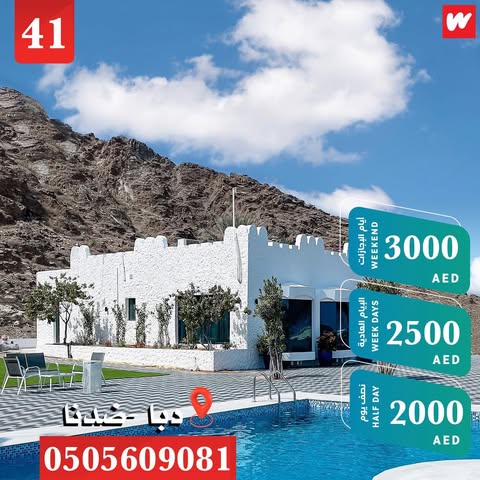 41
W
أيام الإجازات
WEEKEND
3000
AED
الأيام العادية
WEEK DAYS
2500
AED
نصف يوم
HALF DAY
2000
AED
دبا - ضدنا
0505609081